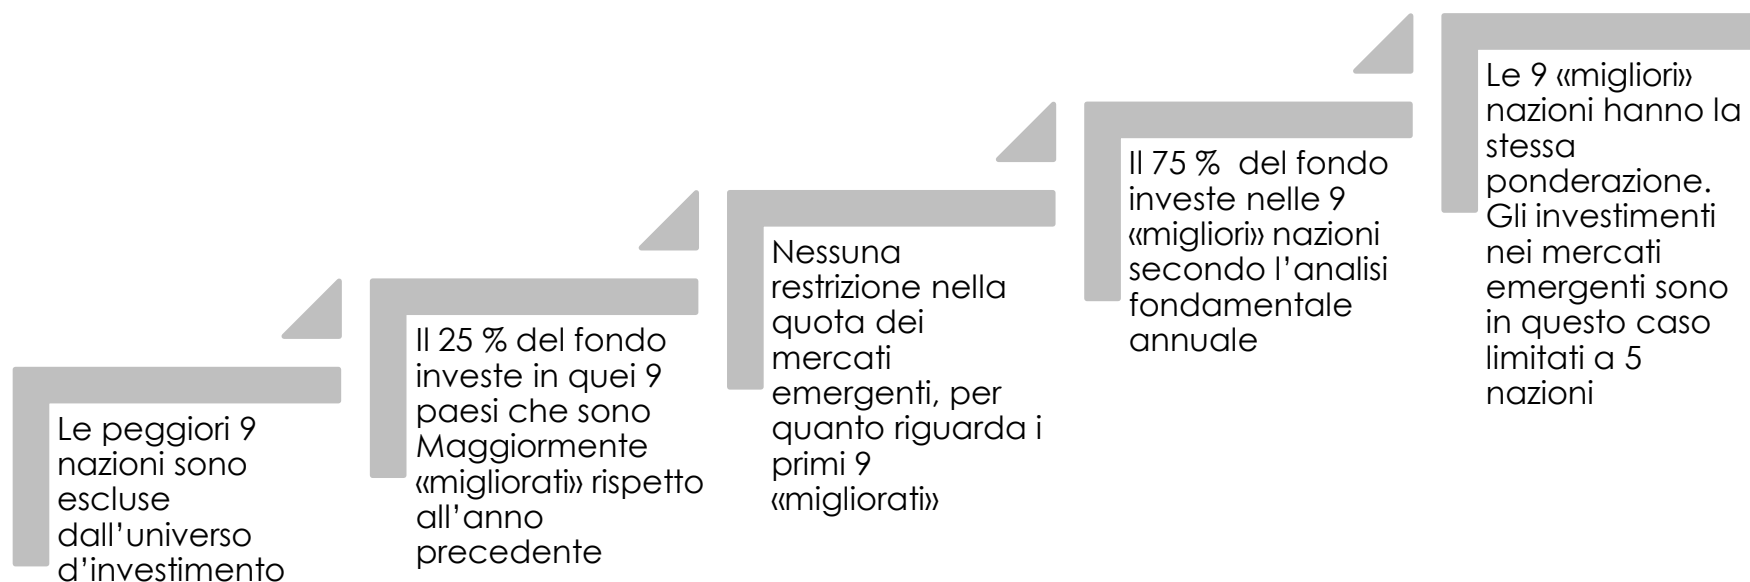 Le peggiori 9
nazioni sono
escluse
dall’universo
d’investimento
Il 25 % del fondo
investe in quei 9
paesi che sono
Maggiormente
«migliorati» rispetto
all’anno
precedente
Nessuna
restrizione nella
quota dei
mercati
emergenti, per
quanto riguarda i
primi 9
«migliorati»
Il 75 %  del fondo
investe nelle 9
«migliori» nazioni
secondo l’analisi
fondamentale
annuale
Le 9 «migliori»
nazioni hanno la
stessa
ponderazione.
Gli investimenti
nei mercati
emergenti sono
in questo caso
limitati a 5
nazioni